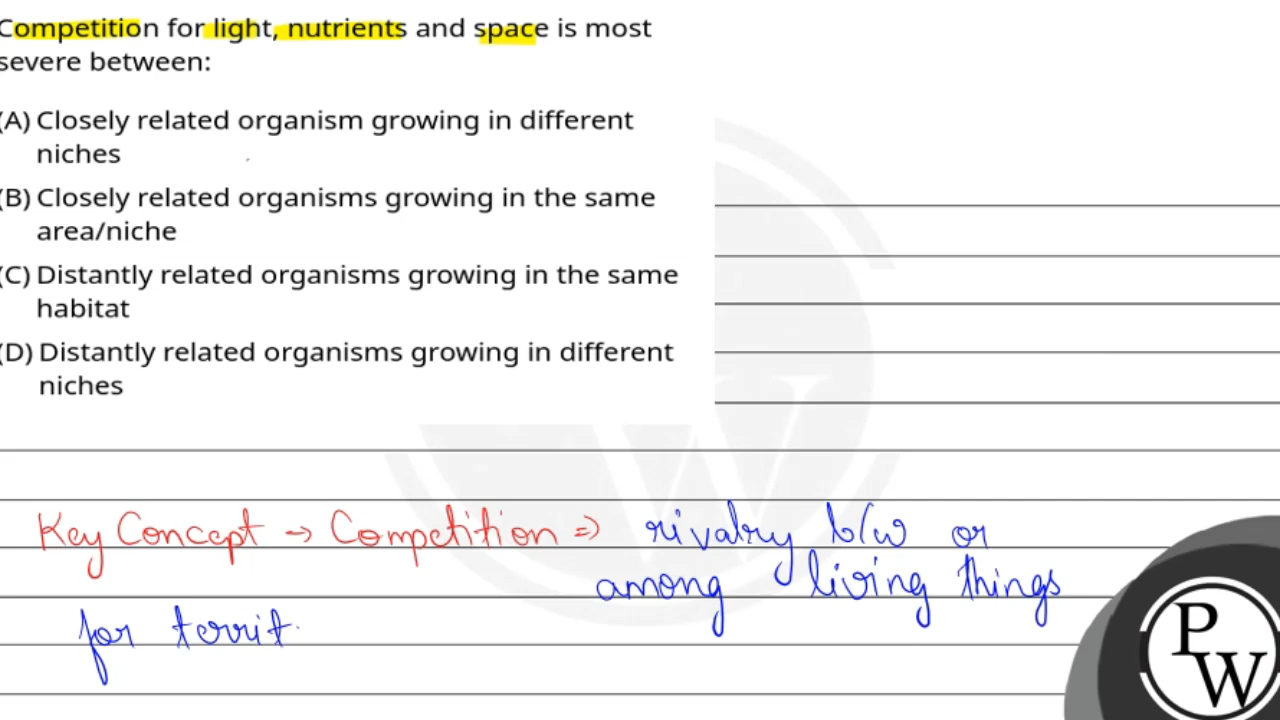 Competition for light, nutrients and space is most
severe between:
(A) Closely related organism growing in different
niches
(B) Closely related organisms growing in the same
area/niche
(C) Distantly related organisms growing in the same
habitat
(D) Distantly related organisms growing in different
niches
Key Concept → Competition ⇒ rivalry b/w or
among living things
for territ
PW